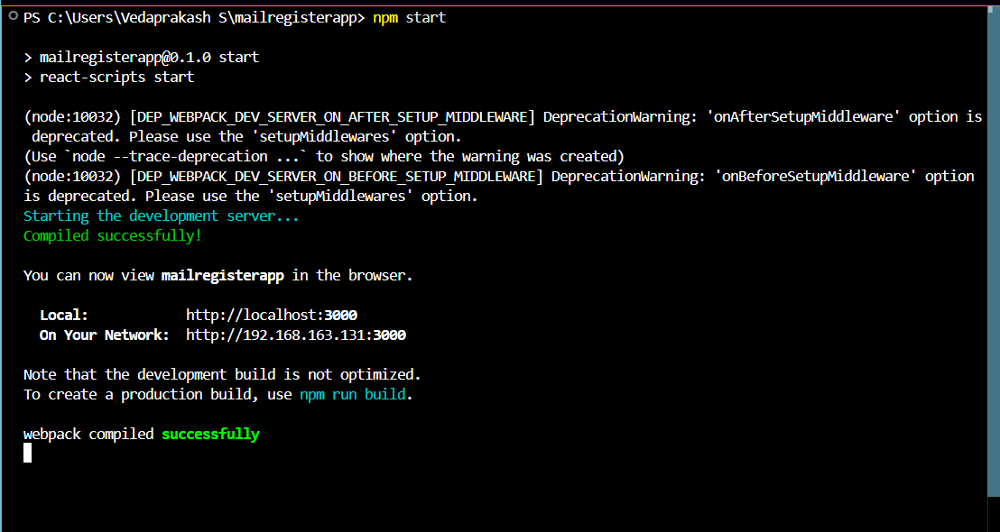 PS C:\Users\Vedaprakash S\mailregisterapp> npm start
> mailregisterapp@0.1.0 start
> react-scripts start
(node:10032) [DEP_WEBPACK_DEV_SERVER_ON_AFTER_SETUP_MIDDLEWARE] DeprecationWarning: 'onAfterSetupMiddleware' option is
deprecated. Please use the 'setupMiddlewares' option.
(Use `node --trace-deprecation ...` to show where the warning was created)
(node:10032) [DEP_WEBPACK_DEV_SERVER_ON_BEFORE_SETUP_MIDDLEWARE] DeprecationWarning: 'onBeforeSetupMiddleware' option
is deprecated. Please use the 'setupMiddlewares' option.
Starting the development server...
Compiled successfully!
You can now view mailregisterapp in the browser.
Local: http://localhost:3000
On Your Network: http://192.168.163.131:3000
Note that the development build is not optimized.
To create a production build, use npm run build.
webpack compiled successfully